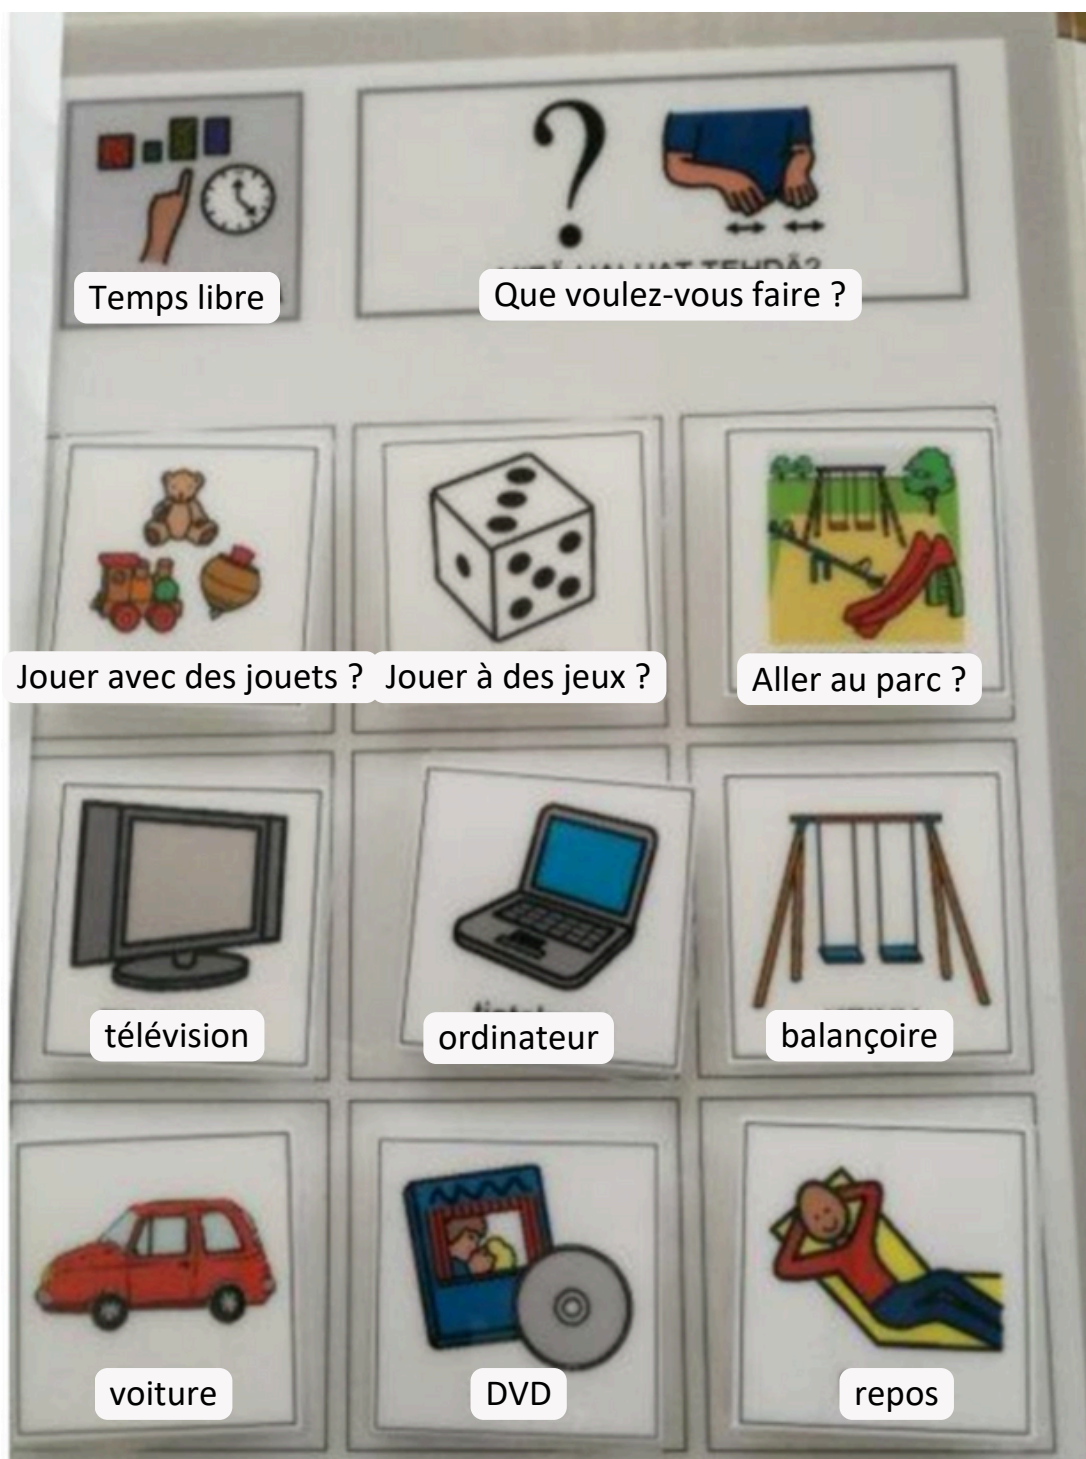 Temps libre
Que voulez-vous faire ?
Jouer avec des jouets ?
Jouer à des jeux ?
Aller au parc ?
télévision
ordinateur
balançoire
voiture
DVD
repos